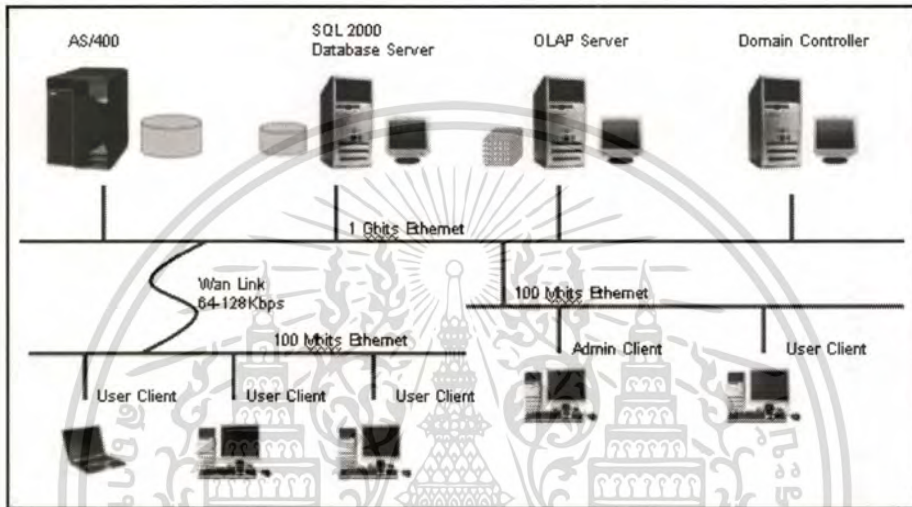 AS/400
SQL 2000
Database Server
OLAP Server
Domain Controller
1 Gbits Ethernet
Wan Link
64-128Kbps
100 Mbits Ethernet
100 Mbits Ethernet
Admin Client
User Client
User Client
User Client
User Client